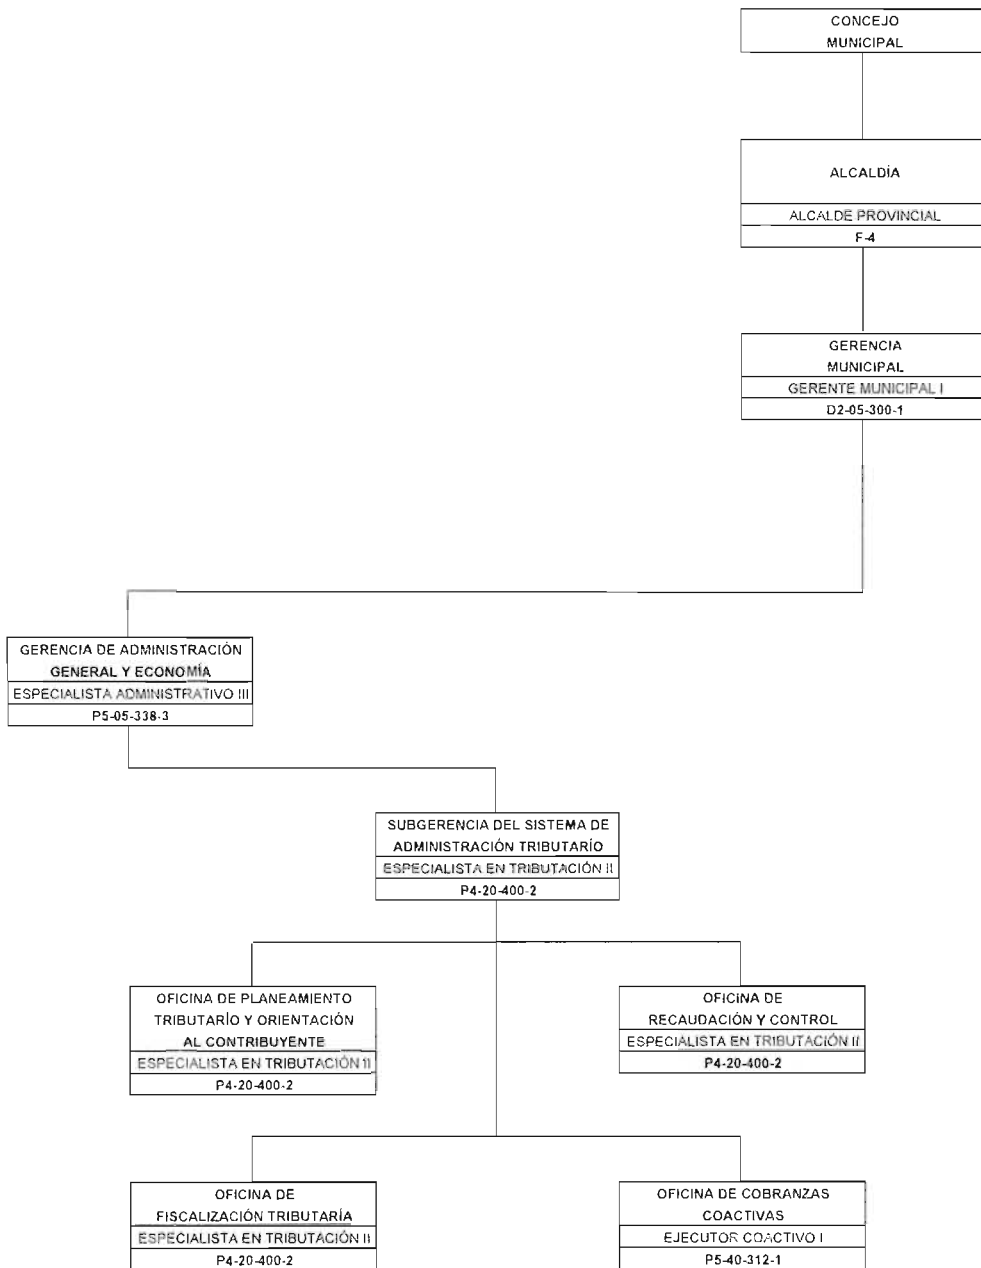 CONCEJO
MUNICIPAL
ALCALDÍA
ALCALDE PROVINCIAL
F-4
GERENCIA
MUNICIPAL
GERENTE MUNICIPAL I
D2-05-300-1
GERENCIA DE ADMINISTRACIÓN
GENERAL Y ECONOMÍA
ESPECIALISTA ADMINISTRATIVO III
P5-05-338-3
SUBGERENCIA DEL SISTEMA DE
ADMINISTRACIÓN TRIBUTARÍO
ESPECIALISTA EN TRIBUTACIÓN II
P4-20-400-2
OFICINA DE PLANEAMIENTO
TRIBUTARÍO Y ORIENTACIÓN
AL CONTRIBUYENTE
ESPECIALISTA EN TRIBUTACIÓN II
P4-20-400-2
OFICINA DE
RECAUDACIÓN Y CONTROL
ESPECIALISTA EN TRIBUTACIÓN II
P4-20-400-2
OFICINA DE
FISCALIZACIÓN TRIBUTARÍA
ESPECIALISTA EN TRIBUTACIÓN II
P4-20-400-2
OFICINA DE COBRANZAS
COACTIVAS
EJECUTOR COACTIVO I
P5-40-312-1